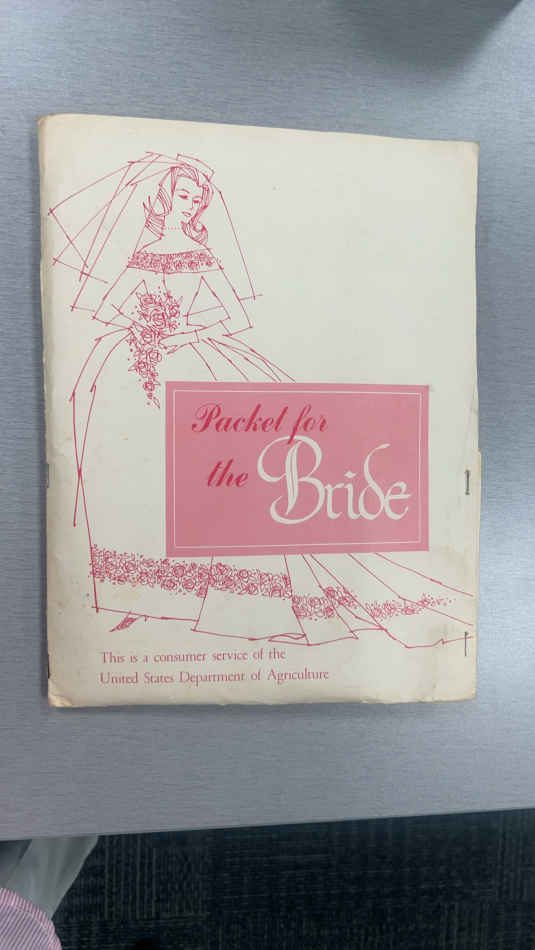 Packet for
the Bride
This is a consumer service of the
United States Department of Agriculture